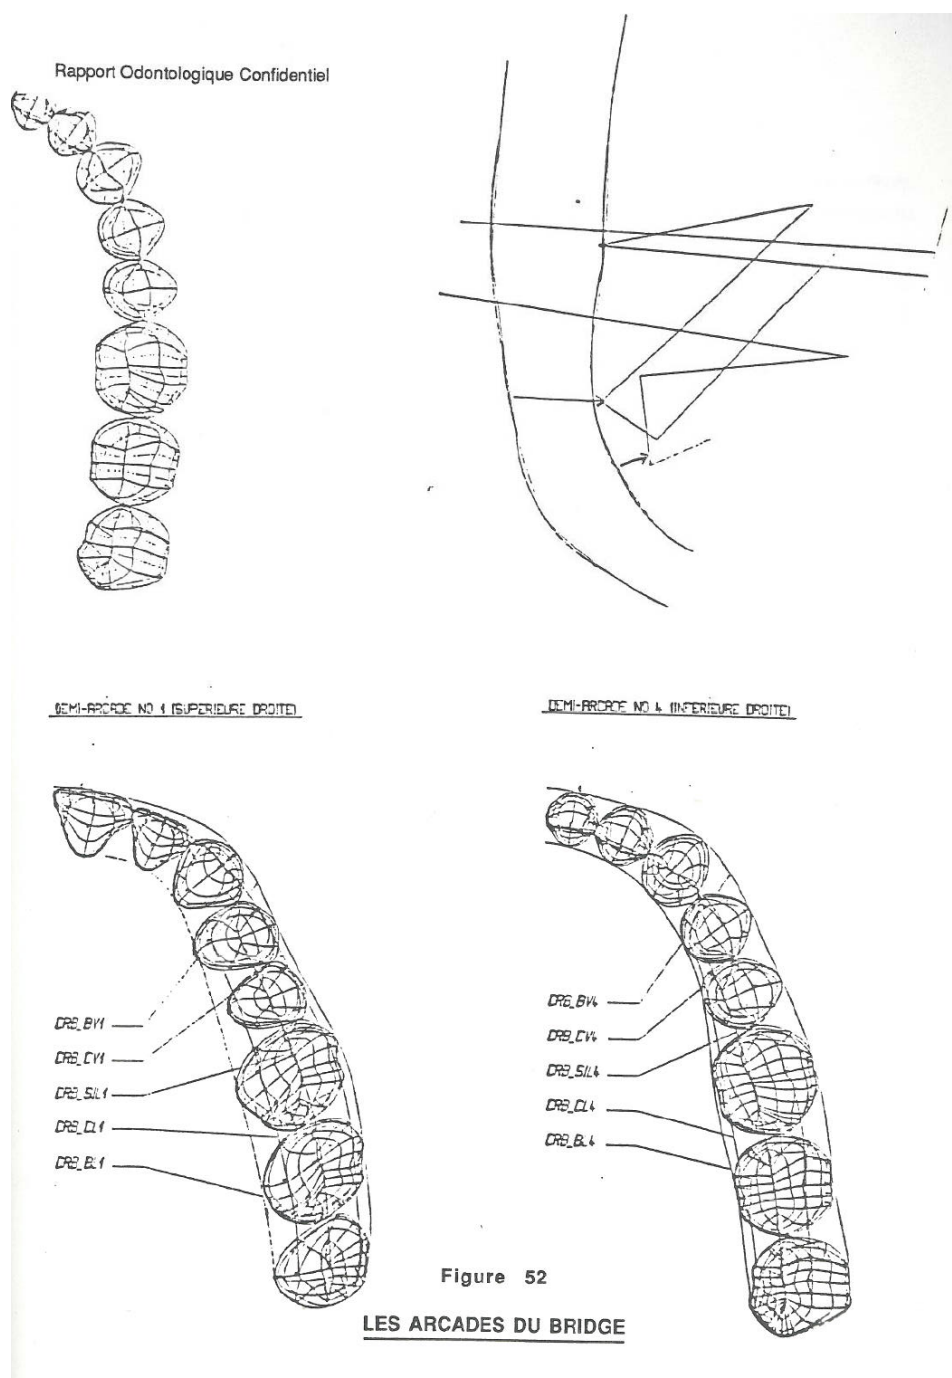 Rapport Odontologique Confidentiel
DEMI-ARCADE NO 1 (SUPERIEURE DROITE)
DEMI-ARCADE NO 4 (INFERIEURE DROITE)
CRB_BV1
CRB_CV1
CRB_SIL1
CRB_CL1
CRB_BL1
CRB_BV4
CRB_CV4
CRB_SIL4
CRB_CL4
CRB_BL4
Figure 52
LES ARCADES DU BRIDGE